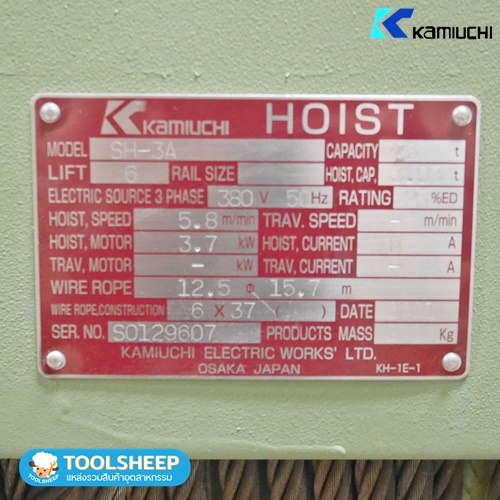 KAMIUCHI
KAMIUCHI HOIST
MODEL SH-3A CAPACITY 3 t
LIFT 6 RAIL SIZE HOIST, CAP, t
ELECTRIC SOURCE 3 PHASE 380 V 50 Hz RATING %ED
HOIST, SPEED 5.8 m/min TRAV. SPEED - m/min
HOIST, MOTOR 3.7 kW HOIST, CURRENT A
TRAV, MOTOR - kW TRAV, CURRENT - A
WIRE ROPE 12.5 Φ 15.7 m
WIRE ROPE, CONSTRUCTION 6 X 37 ( ) DATE
SER. NO. S0129607 PRODUCTS MASS Kg
KAMIUCHI ELECTRIC WORKS' LTD.
OSAKA JAPAN KH-1E-1
TOOLSHEEP
TOOLSHEEP แหล่งรวมสินค้าอุตสาหกรรม